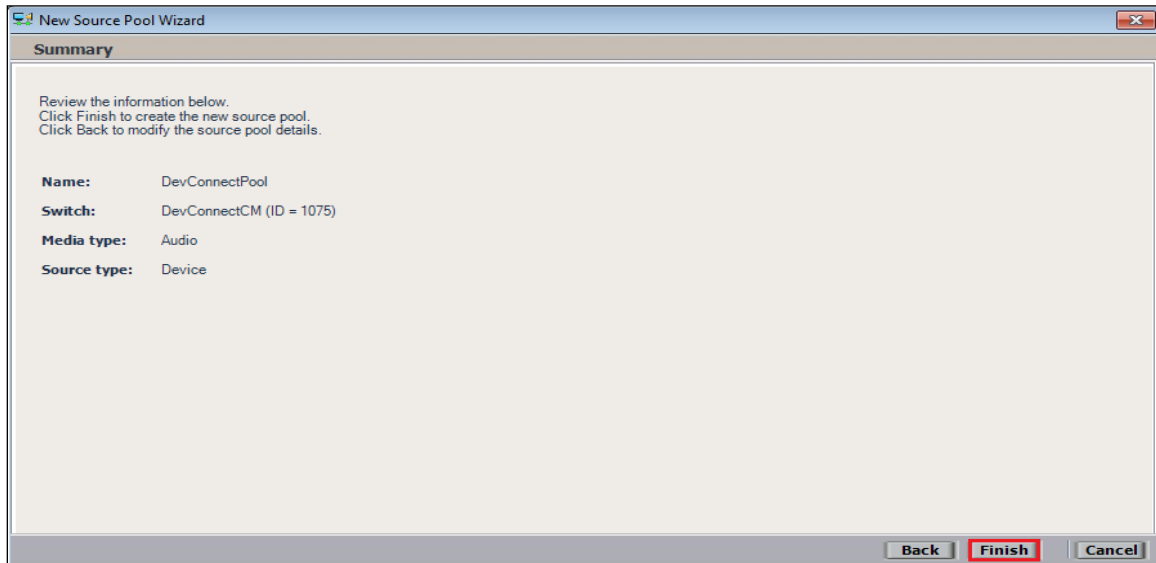 New Source Pool Wizard
Summary
Review the information below.
Click Finish to create the new source pool.
Click Back to modify the source pool details.
Name: DevConnectPool
Switch: DevConnectCM (ID = 1075)
Media type: Audio
Source type: Device
Back Finish Cancel